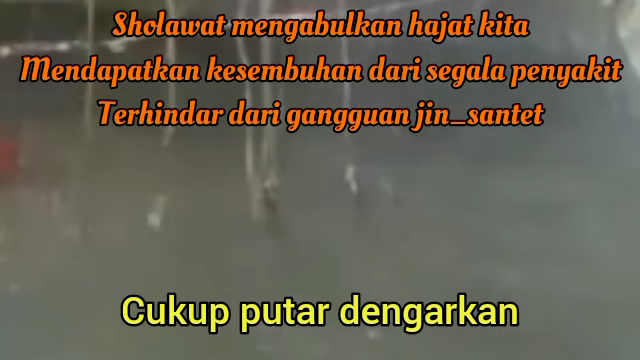 Sholawat mengabulkan hajat kita
Mendapatkan kesembuhan dari segala penyakit
Terhindar dari gangguan jin_santet
Cukup putar dengarkan